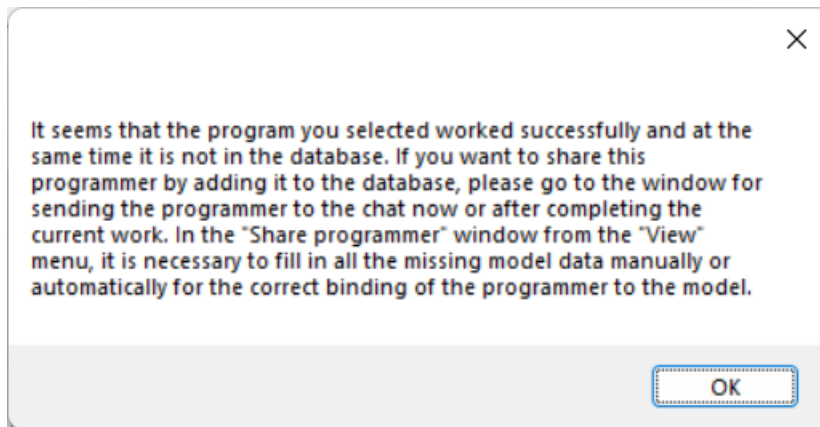 It seems that the program you selected worked successfully and at the
same time it is not in the database. If you want to share this
programmer by adding it to the database, please go to the window for
sending the programmer to the chat now or after completing the
current work. In the "Share programmer" window from the "View"
menu, it is necessary to fill in all the missing model data manually or
automatically for the correct binding of the programmer to the model.
OK